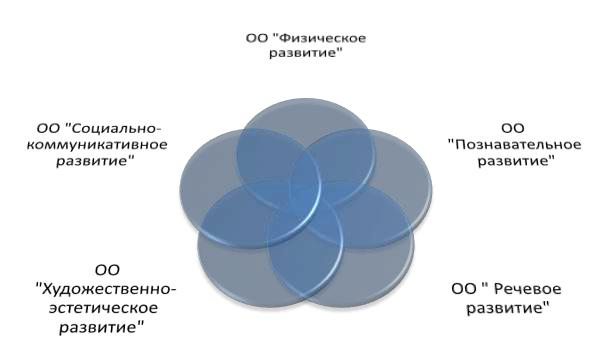 ОО "Физическое
развитие"
ОО "Социально-
коммуникативное
развитие"
ОО
"Познавательное
развитие"
ОО
"Художественно-
эстетическое
развитие"
ОО " Речевое
развитие"